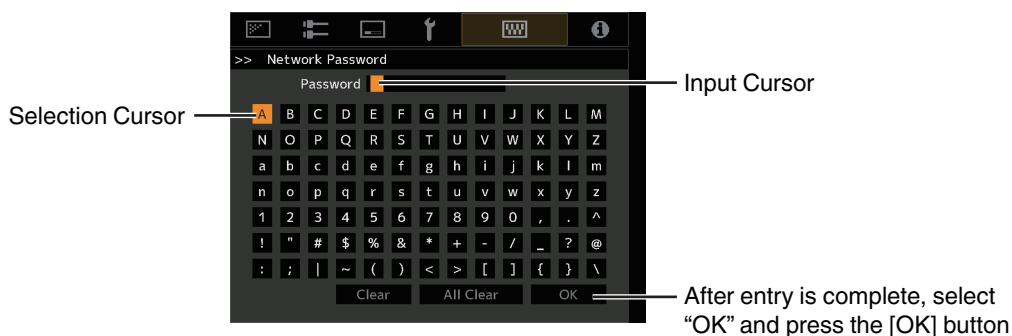 >> Network Password
Password
Input Cursor
Selection Cursor
A B C D E F G H I J K L M
N O P Q R S T U V W X Y Z
a b c d e f g h i j k l m
n o p q r s t u v w x y z
1 2 3 4 5 6 7 8 9 0 , . ^
! " # $ % & * + - / _ ? @
: ; | ~ ( ) < > [ ] { } \
Clear All Clear OK
After entry is complete, select
“OK” and press the [OK] button